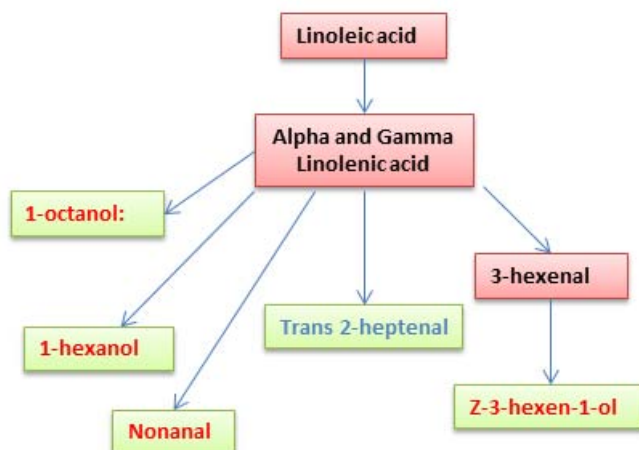 Linoleic acid
Alpha and Gamma
Linolenic acid
1-octanol:
3-hexenal
Trans 2-heptenal
1-hexanol
Z-3-hexen-1-ol
Nonanal